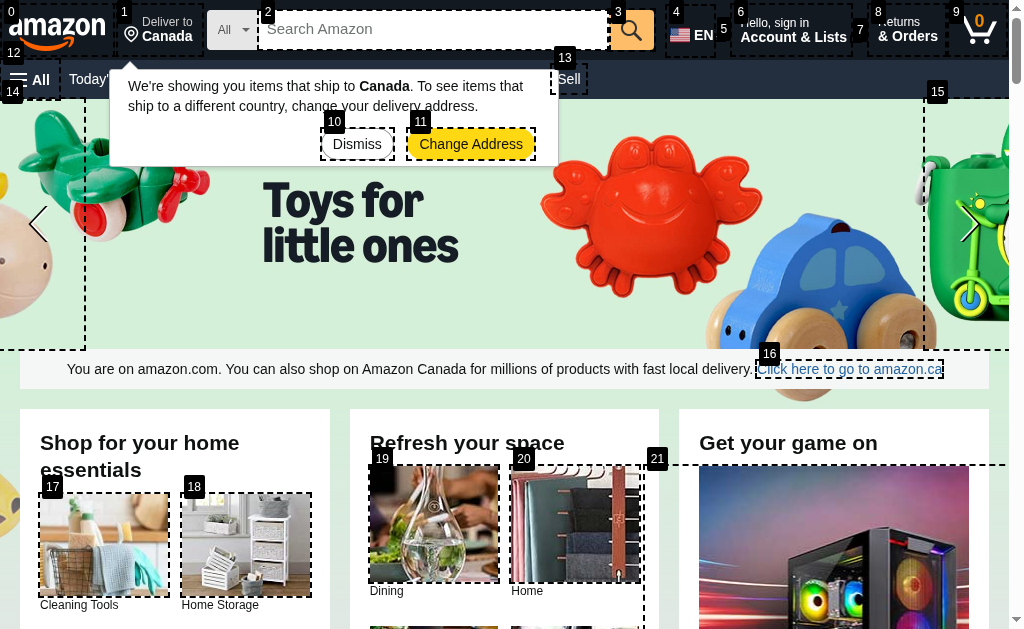 0
1
2
3
4
5
6
7
8
9
amazon
Deliver to
Canada
All
Search Amazon
EN
Hello, sign in
Account & Lists
Returns
& Orders
0
12
All
Today'
13
Sell
14
15
We're showing you items that ship to Canada. To see items that
ship to a different country, change your delivery address.
10
11
Dismiss
Change Address
Toys for
little ones
16
You are on amazon.com. You can also shop on Amazon Canada for millions of products with fast local delivery. Click here to go to amazon.ca
Shop for your home
essentials
17
18
Cleaning Tools
Home Storage
Refresh your space
19
20
Dining
Home
21
Get your game on